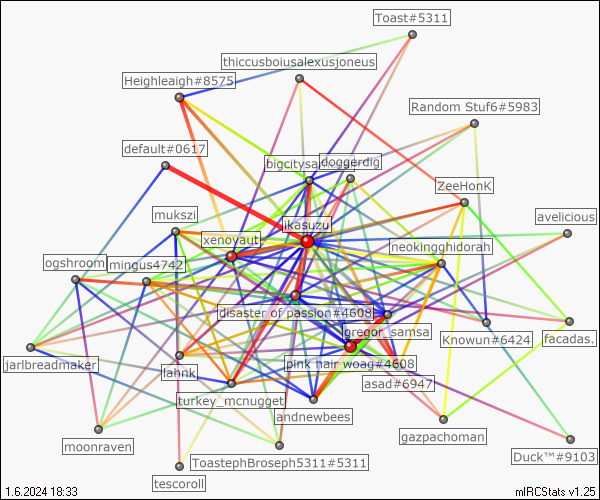 Toast#5311
thiccusboiusalexusjoneus
Heighleaigh#8575
Random Stuf6#5983
default#0617
doggerdig
ZeeHonK
mukszi
ikasuzu
avelicious
xenoyaut
neokingghidorah
ogshroom
mingus4742
disaster of passion#4608
gregor_samsa
Knowun#6424
facadas.
jarlbreadmaker
lahnk
pink hair woag#4608
asad#6947
turkey_mcnugget
andnewbees
moonraven
gazpachoman
ToastephBroseph5311#5311
Duck™#9103
tescoroll
1.6.2024 18:33
mIRCStats v1.25